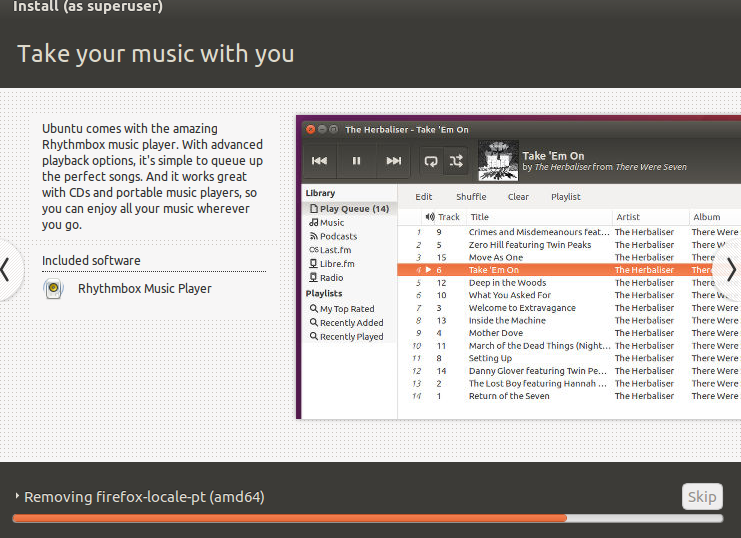 Install (as superuser)
Take your music with you
Ubuntu comes with the amazing
Rhythmbox music player. With advanced
playback options, it's simple to queue up
the perfect songs. And it works great
with CDs and portable music players, so
you can enjoy all your music wherever
you go.
Included software
Rhythmbox Music Player
The Herbaliser - Take 'Em On
Take 'Em On
by The Herbaliser from There Were Seven
Library
Play Queue (14)
Music
Podcasts
Last.fm
Libre.fm
Radio
Playlists
My Top Rated
Recently Added
Recently Played
Edit Shuffle Clear Playlist
Track Title Artist Album
1 9 Crimes and Misdemeanours feat... The Herbaliser There Were
2 5 Zero Hill featuring Twin Peaks The Herbaliser There Were
3 15 Move As One The Herbaliser There Were
4 6 Take 'Em On The Herbaliser There
5 12 Deep in the Woods The Herbaliser There
6 10 What You Asked For The Herbaliser There
7 3 Welcome to Extravagance The Herbaliser There Were
8 13 Inside the Machine The Herbaliser There Were
9 4 Mother Dove The Herbaliser There Were
10 11 March of the Dead Things (Night... The Herbaliser There Were
11 8 Setting Up The Herbaliser There Were
12 14 Danny Glover featuring Twin Pe... The Herbaliser There Were
13 2 The Lost Boy featuring Hannah ... The Herbaliser There Were
14 1 Return of the Seven The Herbaliser There Were
Removing firefox-locale-pt (amd64)
Skip